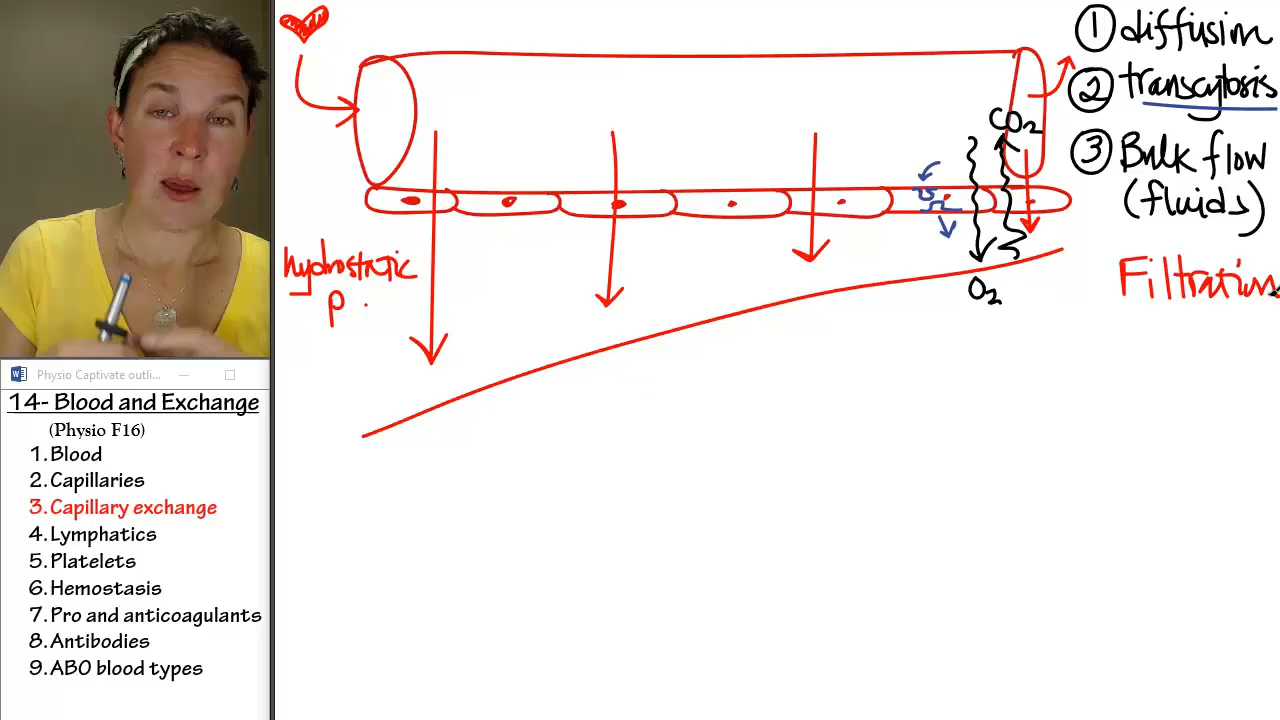 ① diffusion
② transcytosis
CO2
③ Bulk flow
(fluids)
hydrostatic
P.
O2
Filtration
Physio Captivate outli...
14- Blood and Exchange
(Physio F16)
1. Blood
2. Capillaries
3. Capillary exchange
4. Lymphatics
5. Platelets
6. Hemostasis
7. Pro and anticoagulants
8. Antibodies
9. ABO blood types